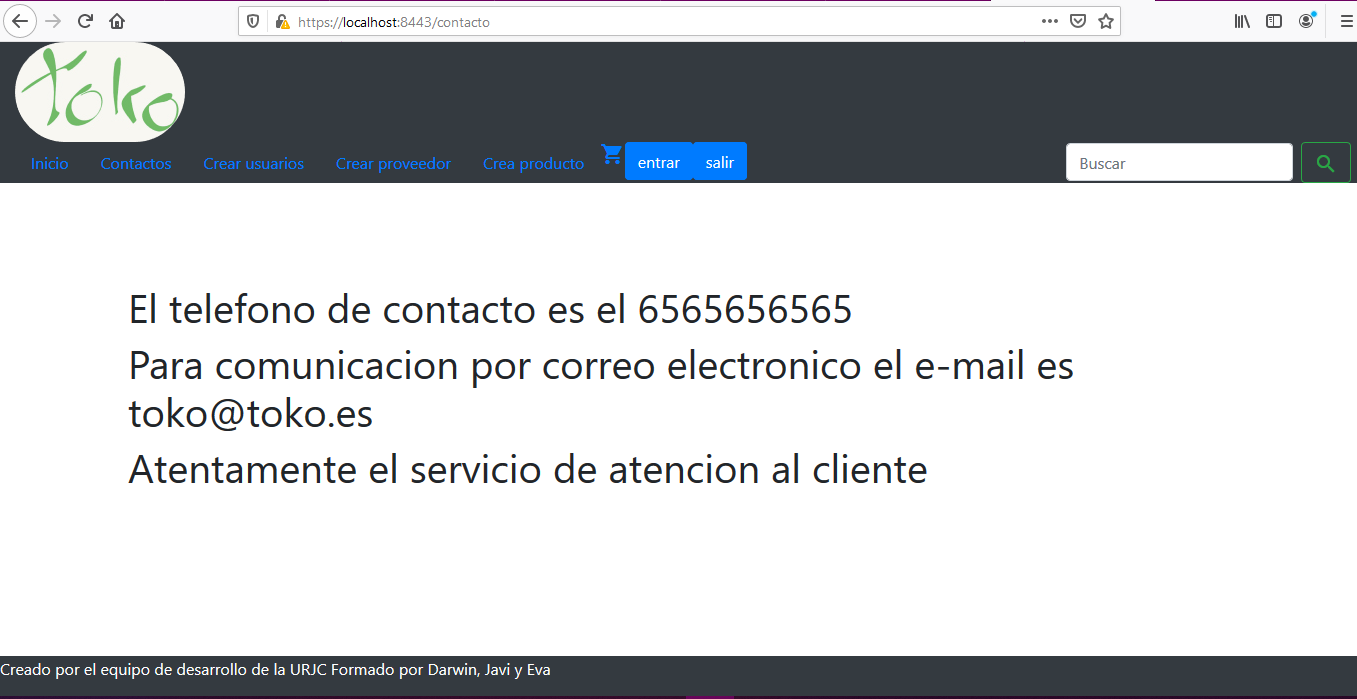 https://localhost:8443/contacto
toko
Inicio Contactos Crear usuarios Crear proveedor Crea producto entrar salir Buscar
El telefono de contacto es el 6565656565
Para comunicacion por correo electronico el e-mail es
toko@toko.es
Atentamente el servicio de atencion al cliente
Creado por el equipo de desarrollo de la URJC Formado por Darwin, Javi y Eva